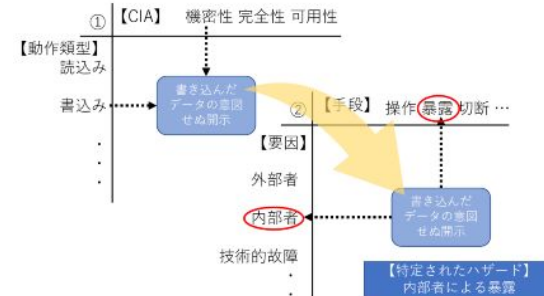 ① 【CIA】 機密性 完全性 可用性
【動作類型】
読込み
書込み
書き込んだ
データの意図
せぬ開示
② 【手段】 操作 暴露 切断 …
【要因】
外部者
内部者
技術的故障
書き込んだ
データの意図
せぬ開示
【特定されたハザード】
内部者による暴露